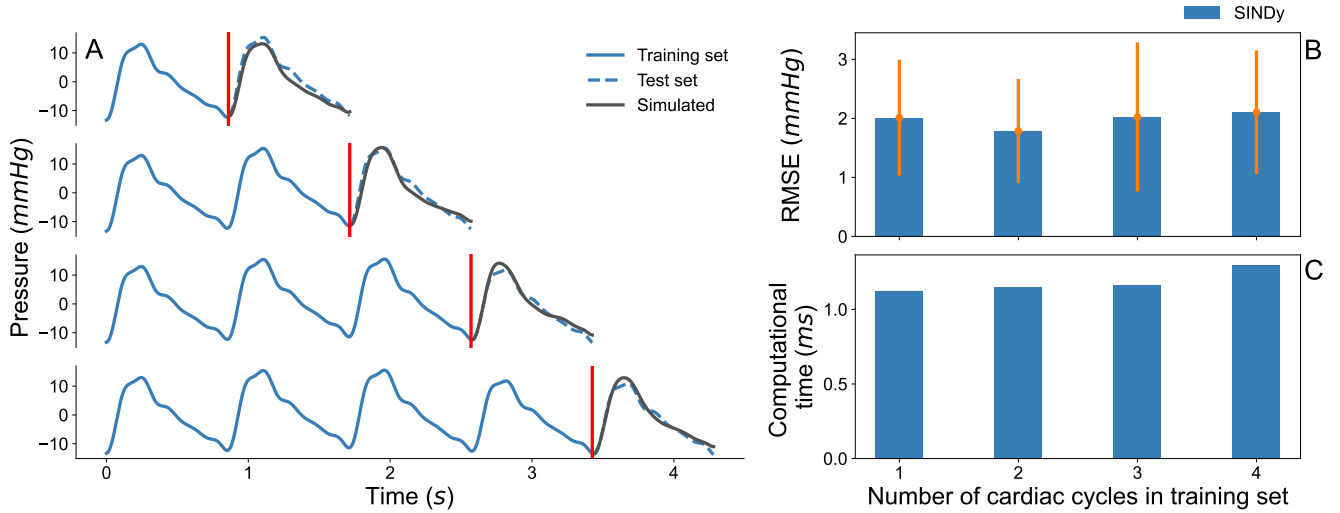 A
10
0
−10
Training set
Test set
Simulated
10
0
−10
10
0
−10
10
0
−10
Pressure (mmHg)
0
1
2
3
4
Time (s)
SINDy
B
3
2
1
0
RMSE (mmHg)
C
1.0
0.5
0.0
Computational
time (ms)
1
2
3
4
Number of cardiac cycles in training set